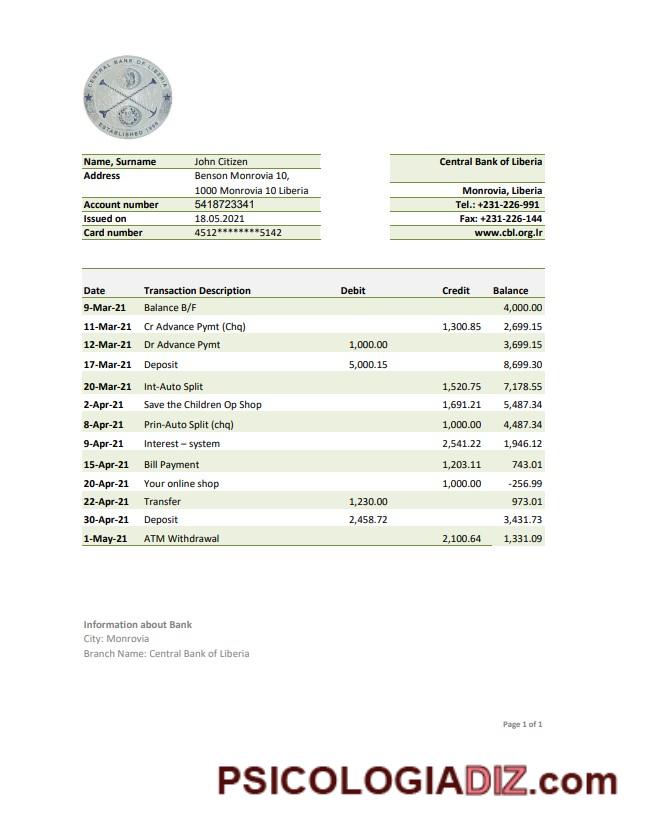 CENTRAL BANK OF LIBERIA
ESTABLISHED 1999
Name, Surname John Citizen
Address Benson Monrovia 10,
1000 Monrovia 10 Liberia
Account number 5418723341
Issued on 18.05.2021
Card number 4512********5142
Central Bank of Liberia
Monrovia, Liberia
Tel.: +231-226-991
Fax: +231-226-144
www.cbl.org.lr
Date Transaction Description Debit Credit Balance
9-Mar-21 Balance B/F 4,000.00
11-Mar-21 Cr Advance Pymt (Chq) 1,300.85 2,699.15
12-Mar-21 Dr Advance Pymt 1,000.00 3,699.15
17-Mar-21 Deposit 5,000.15 8,699.30
20-Mar-21 Int-Auto Split 1,520.75 7,178.55
2-Apr-21 Save the Children Op Shop 1,691.21 5,487.34
8-Apr-21 Prin-Auto Split (chq) 1,000.00 4,487.34
9-Apr-21 Interest – system 2,541.22 1,946.12
15-Apr-21 Bill Payment 1,203.11 743.01
20-Apr-21 Your online shop 1,000.00 -256.99
22-Apr-21 Transfer 1,230.00 973.01
30-Apr-21 Deposit 2,458.72 3,431.73
1-May-21 ATM Withdrawal 2,100.64 1,331.09
Information about Bank
City: Monrovia
Branch Name: Central Bank of Liberia
Page 1 of 1
PSICOLOGIADIZ.com